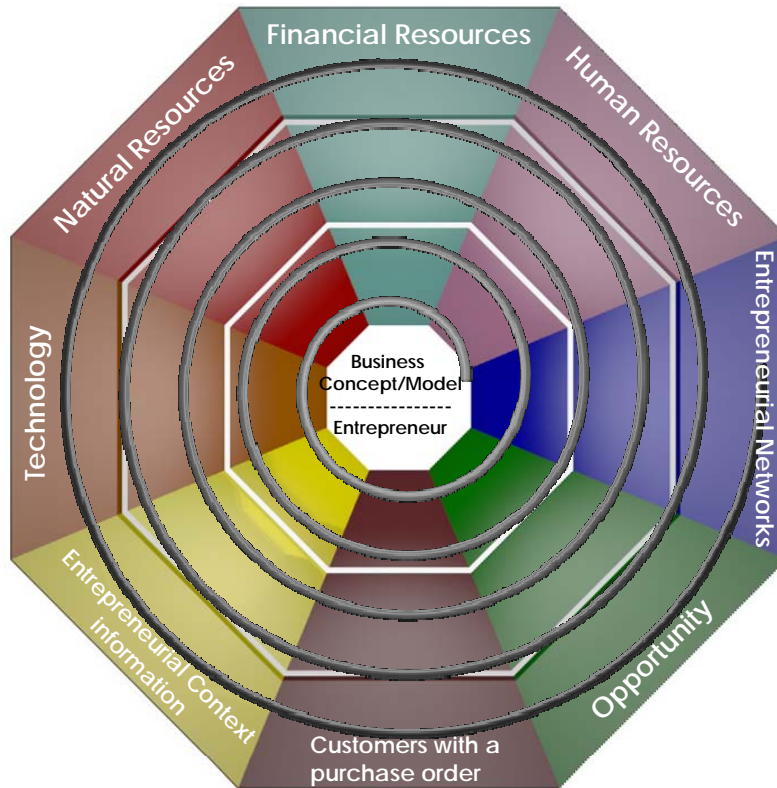 Financial Resources
Human Resources
Entrepreneurial Networks
Opportunity
Customers with a
purchase order
Entrepreneurial Context
information
Technology
Natural Resources
Business
Concept/Model
---------------
Entrepreneur